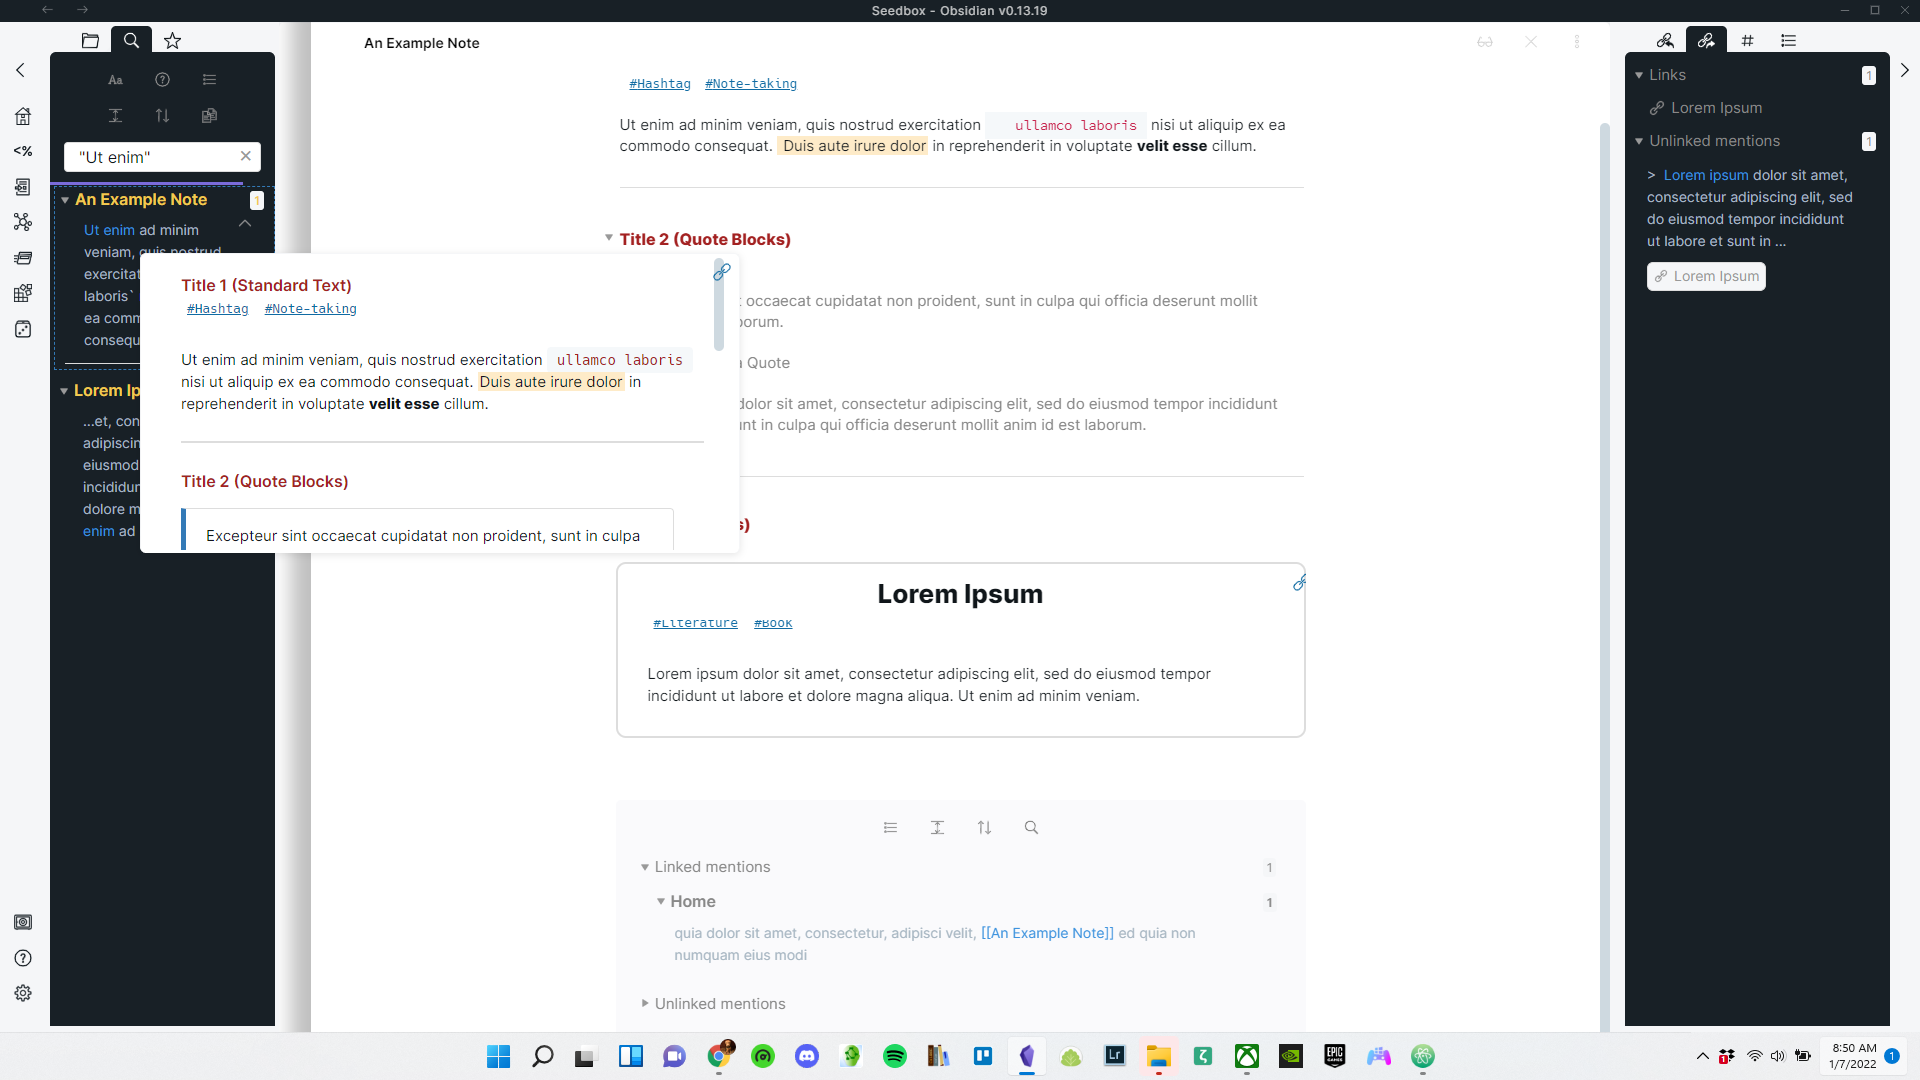 Seedbox - Obsidian v0.13.19
Aa
<%
"Ut enim"
An Example Note
1
Ut enim ad minim
veniam, quis nostrud
exercitat
laboris`
ea comm
consequ
Lorem Ip
...et, con
adipiscin
eiusmod
incididun
dolore m
enim ad
Title 1 (Standard Text)
#Hashtag #Note-taking
Ut enim ad minim veniam, quis nostrud exercitation ullamco laboris
nisi ut aliquip ex ea commodo consequat. Duis aute irure dolor in
reprehenderit in voluptate velit esse cillum.
Title 2 (Quote Blocks)
Excepteur sint occaecat cupidatat non proident, sunt in culpa
An Example Note
#Hashtag #Note-taking
Ut enim ad minim veniam, quis nostrud exercitation ullamco laboris nisi ut aliquip ex ea
commodo consequat. Duis aute irure dolor in reprehenderit in voluptate velit esse cillum.
Title 2 (Quote Blocks)
t occaecat cupidatat non proident, sunt in culpa qui officia deserunt mollit
orum.
Quote
dolor sit amet, consectetur adipiscing elit, sed do eiusmod tempor incididunt
nt in culpa qui officia deserunt mollit anim id est laborum.
s)
Lorem Ipsum
#Literature #Book
Lorem ipsum dolor sit amet, consectetur adipiscing elit, sed do eiusmod tempor
incididunt ut labore et dolore magna aliqua. Ut enim ad minim veniam.
Linked mentions 1
Home 1
quia dolor sit amet, consectetur, adipisci velit, [[An Example Note]] ed quia non
numquam eius modi
Unlinked mentions
Links 1
Lorem Ipsum
Unlinked mentions 1
> Lorem ipsum dolor sit amet,
consectetur adipiscing elit, sed
do eiusmod tempor incididunt
ut labore et sunt in ...
Lorem Ipsum
Lr
EPIC GAMES
8:50 AM
1/7/2022
1